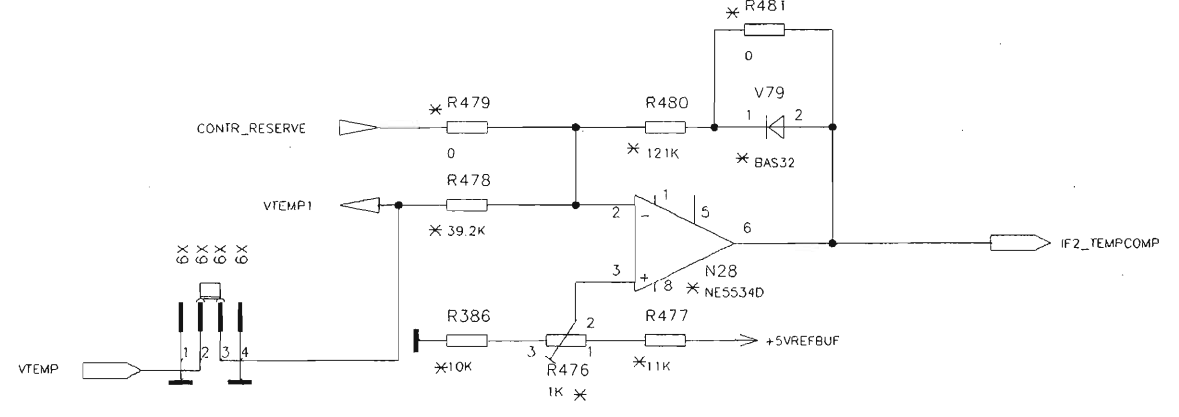 * R481
0
V79
1 2
* BAS32
* R479
CONTR_RESERVE
0
R480
* 121K
R478
VTEMP1
* 39.2K
2 - 1 5
6
IF2_TEMPCOMP
3 + 8
N28
* NE5534D
6X 6X 6X 6X
1 2 3 4
VTEMP
R386
* 10K
2
3 1
R476
1K *
R477
* 11K
+5VREFBUF